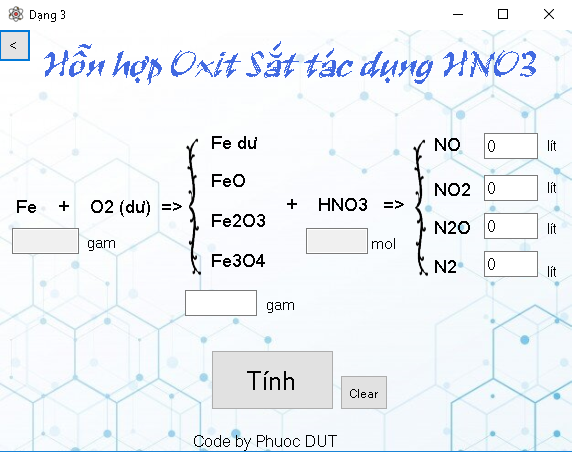 Dạng 3
<
Hỗn hợp Oxit Sắt tác dụng HNO3
Fe + O2 (dư) => Fe dư FeO Fe2O3 Fe3O4 + HNO3 =>
gam
gam
mol
NO 0 lít
NO2 0 lít
N2O 0 lít
N2 0 lít
Tính
Clear
Code by Phuoc DUT